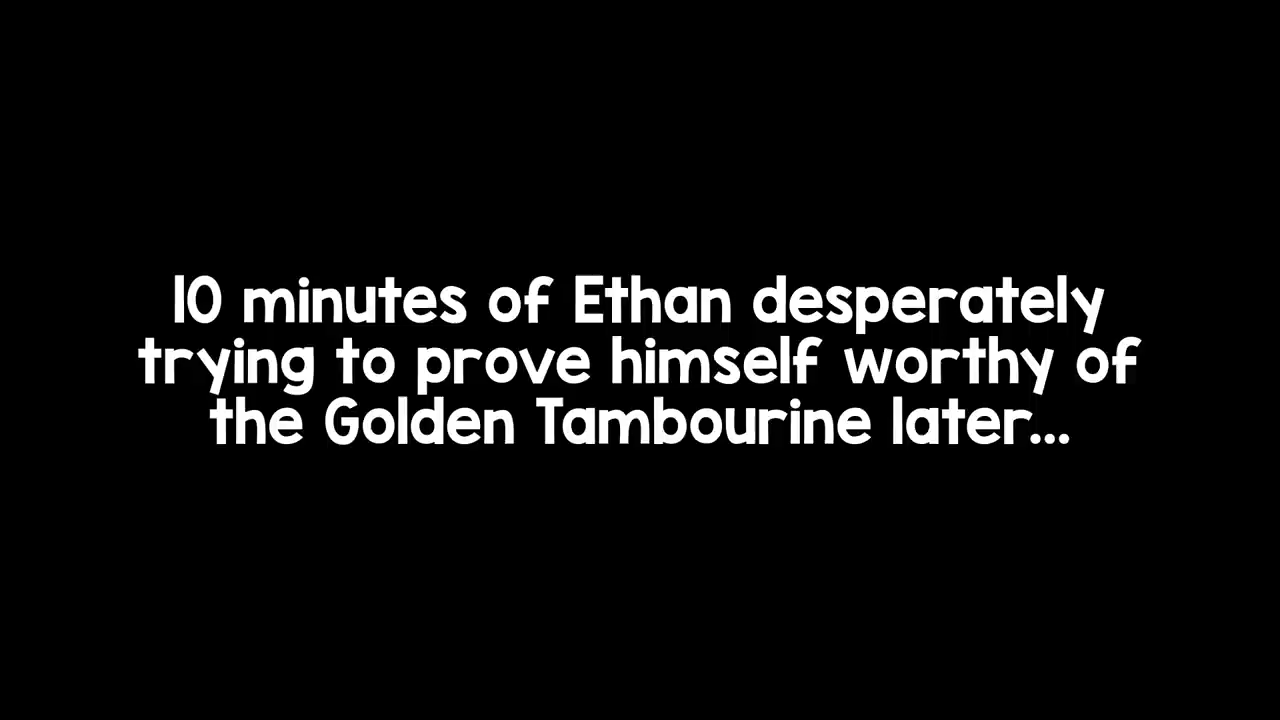 10 minutes of Ethan desperately
trying to prove himself worthy of
the Golden Tambourine later...